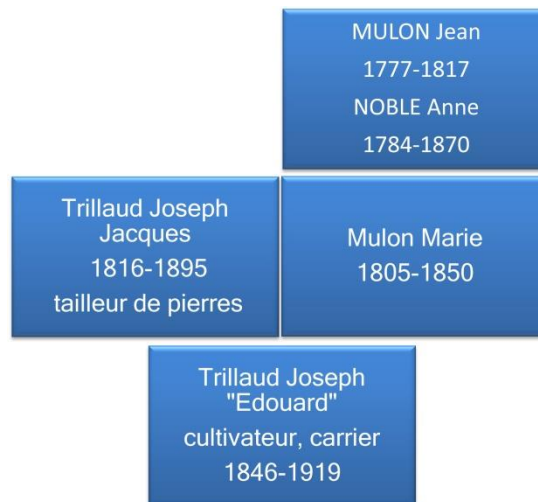 MULON Jean
1777-1817
NOBLE Anne
1784-1870
Trillaud Joseph
Jacques
1816-1895
tailleur de pierres
Mulon Marie
1805-1850
Trillaud Joseph
"Edouard"
cultivateur, carrier
1846-1919